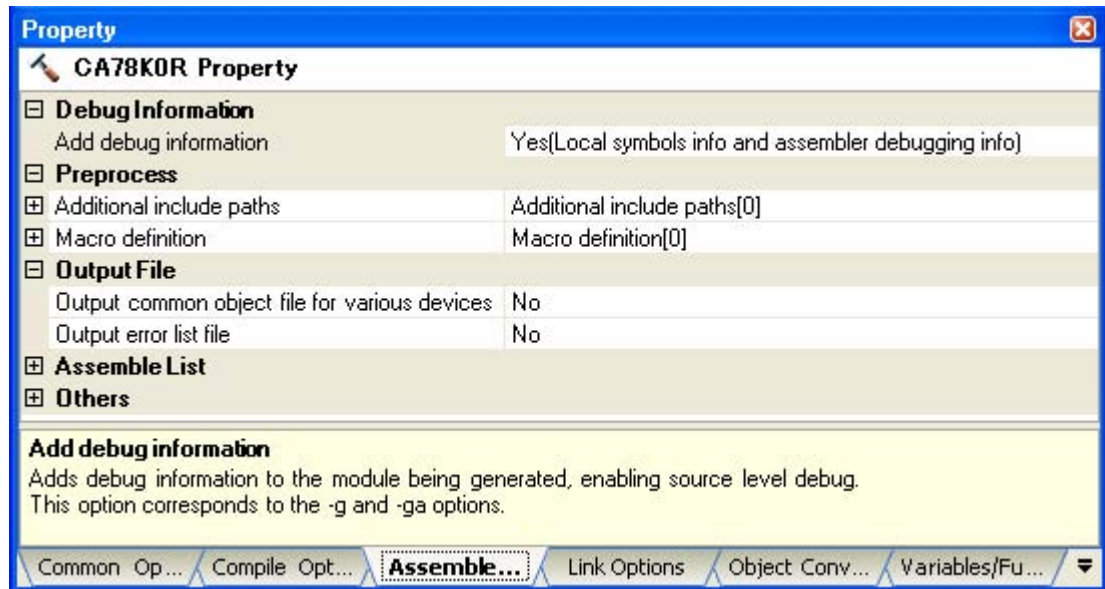 Property
CA78K0R Property
Debug Information
Add debug information Yes(Local symbols info and assembler debugging info)
Preprocess
Additional include paths Additional include paths[0]
Macro definition Macro definition[0]
Output File
Output common object file for various devices No
Output error list file No
Assemble List
Others
Add debug information
Adds debug information to the module being generated, enabling source level debug.
This option corresponds to the -g and -ga options.
Common Op... Compile Opt... Assemble... Link Options Object Conv... Variables/Fu...